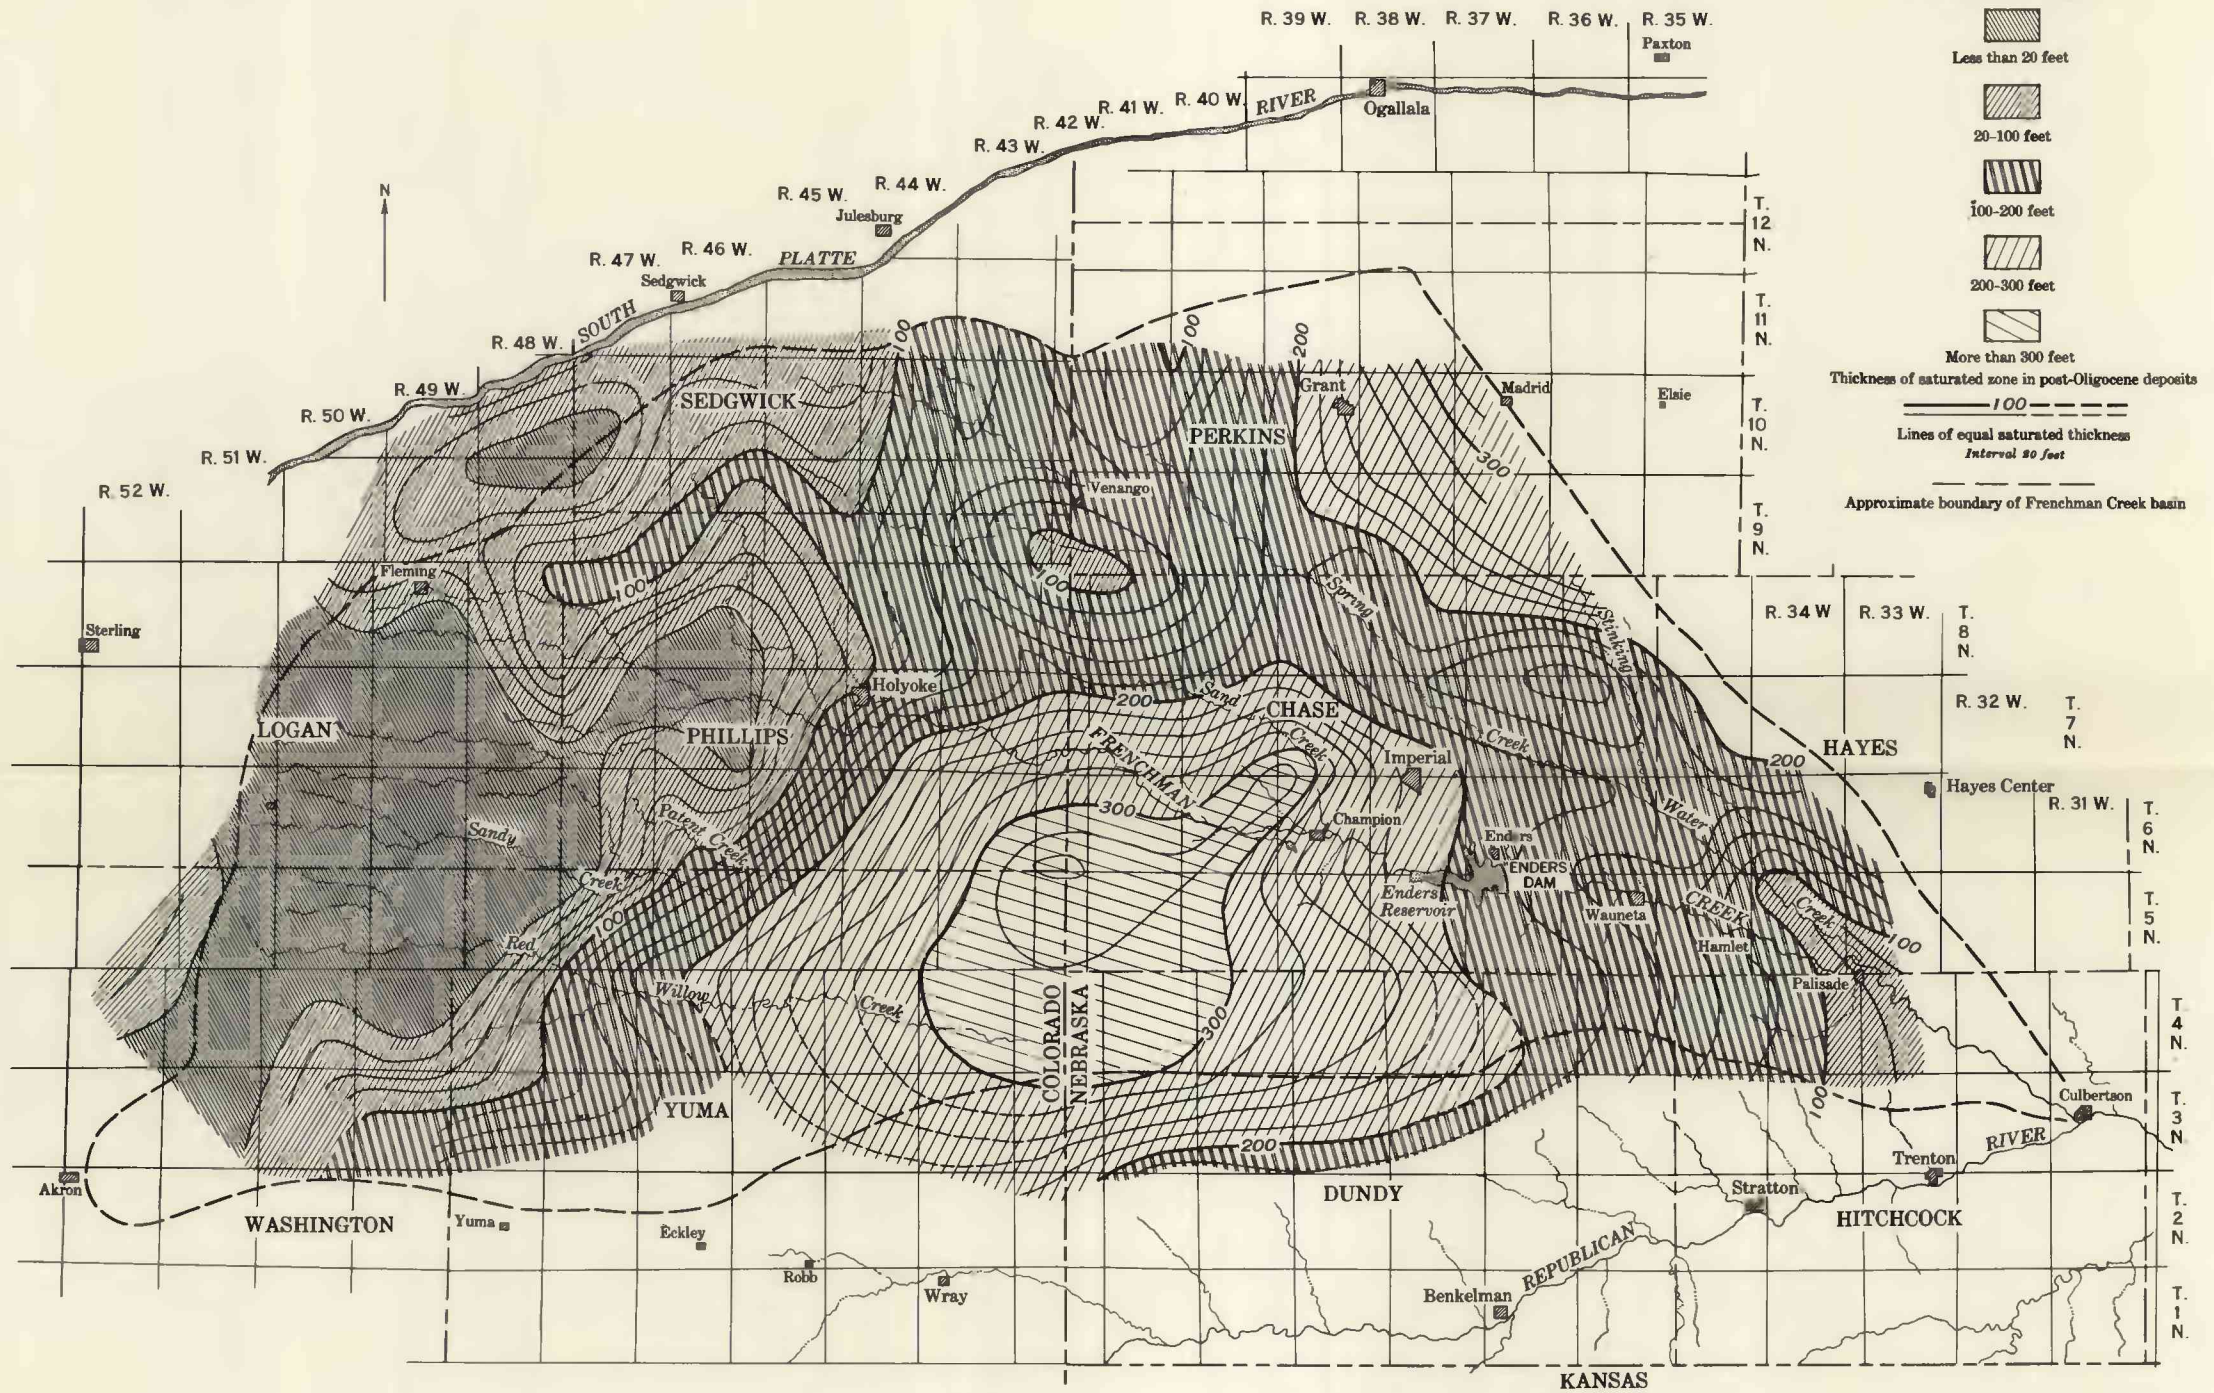 R. 39 W. R. 38 W. R. 37 W. R. 36 W. R. 35 W.
Paxton
Less than 20 feet
20-100 feet
100-200 feet
200-300 feet
More than 300 feet
Thickness of saturated zone in post-Oligocene deposits
100
Lines of equal saturated thickness
Interval 20 feet
Approximate boundary of Frenchman Creek basin
R. 43 W. R. 42 W. R. 41 W. R. 40 W. RIVER
Ogallala
N
R. 45 W. R. 44 W.
Julesburg
T. 12 N.
R. 47 W. R. 46 W. PLATTE
Sedgwick
SOUTH
R. 48 W.
T. 11 N.
100
100
200
R. 49 W.
R. 50 W.
R. 51 W.
R. 52 W.
SEDGWICK
Grant
Madrid
Elsie
T. 10 N.
PERKINS
300
Venango
T. 9 N.
Fleming
100
100
Spring
Stinking
R. 34 W R. 33 W. T. 8 N.
Sterling
Holyoke
200
Sand
CHASE
R. 32 W. T. 7 N.
LOGAN
PHILLIPS
FRENCHMAN
Creek
Creek
Imperial
HAYES
200
Hayes Center
R. 31 W. T. 6 N.
300
Champion
Water
Sandy
Patent Creek
Enders
ENDERS DAM
Enders Reservoir
Creek
Wauneta
CREEK
Creek
T. 5 N.
100
Red
Hamlet
100
Palisade
Willow
Creek
COLORADO
NEBRASKA
300
T. 4 N.
YUMA
100
Culbertson
T. 3 N.
200
RIVER
Trenton
Akron
DUNDY
Stratton
WASHINGTON
Yuma
Eckley
HITCHCOCK
T. 2 N.
REPUBLICAN
Robb
Wray
Benkelman
T. 1 N.
KANSAS